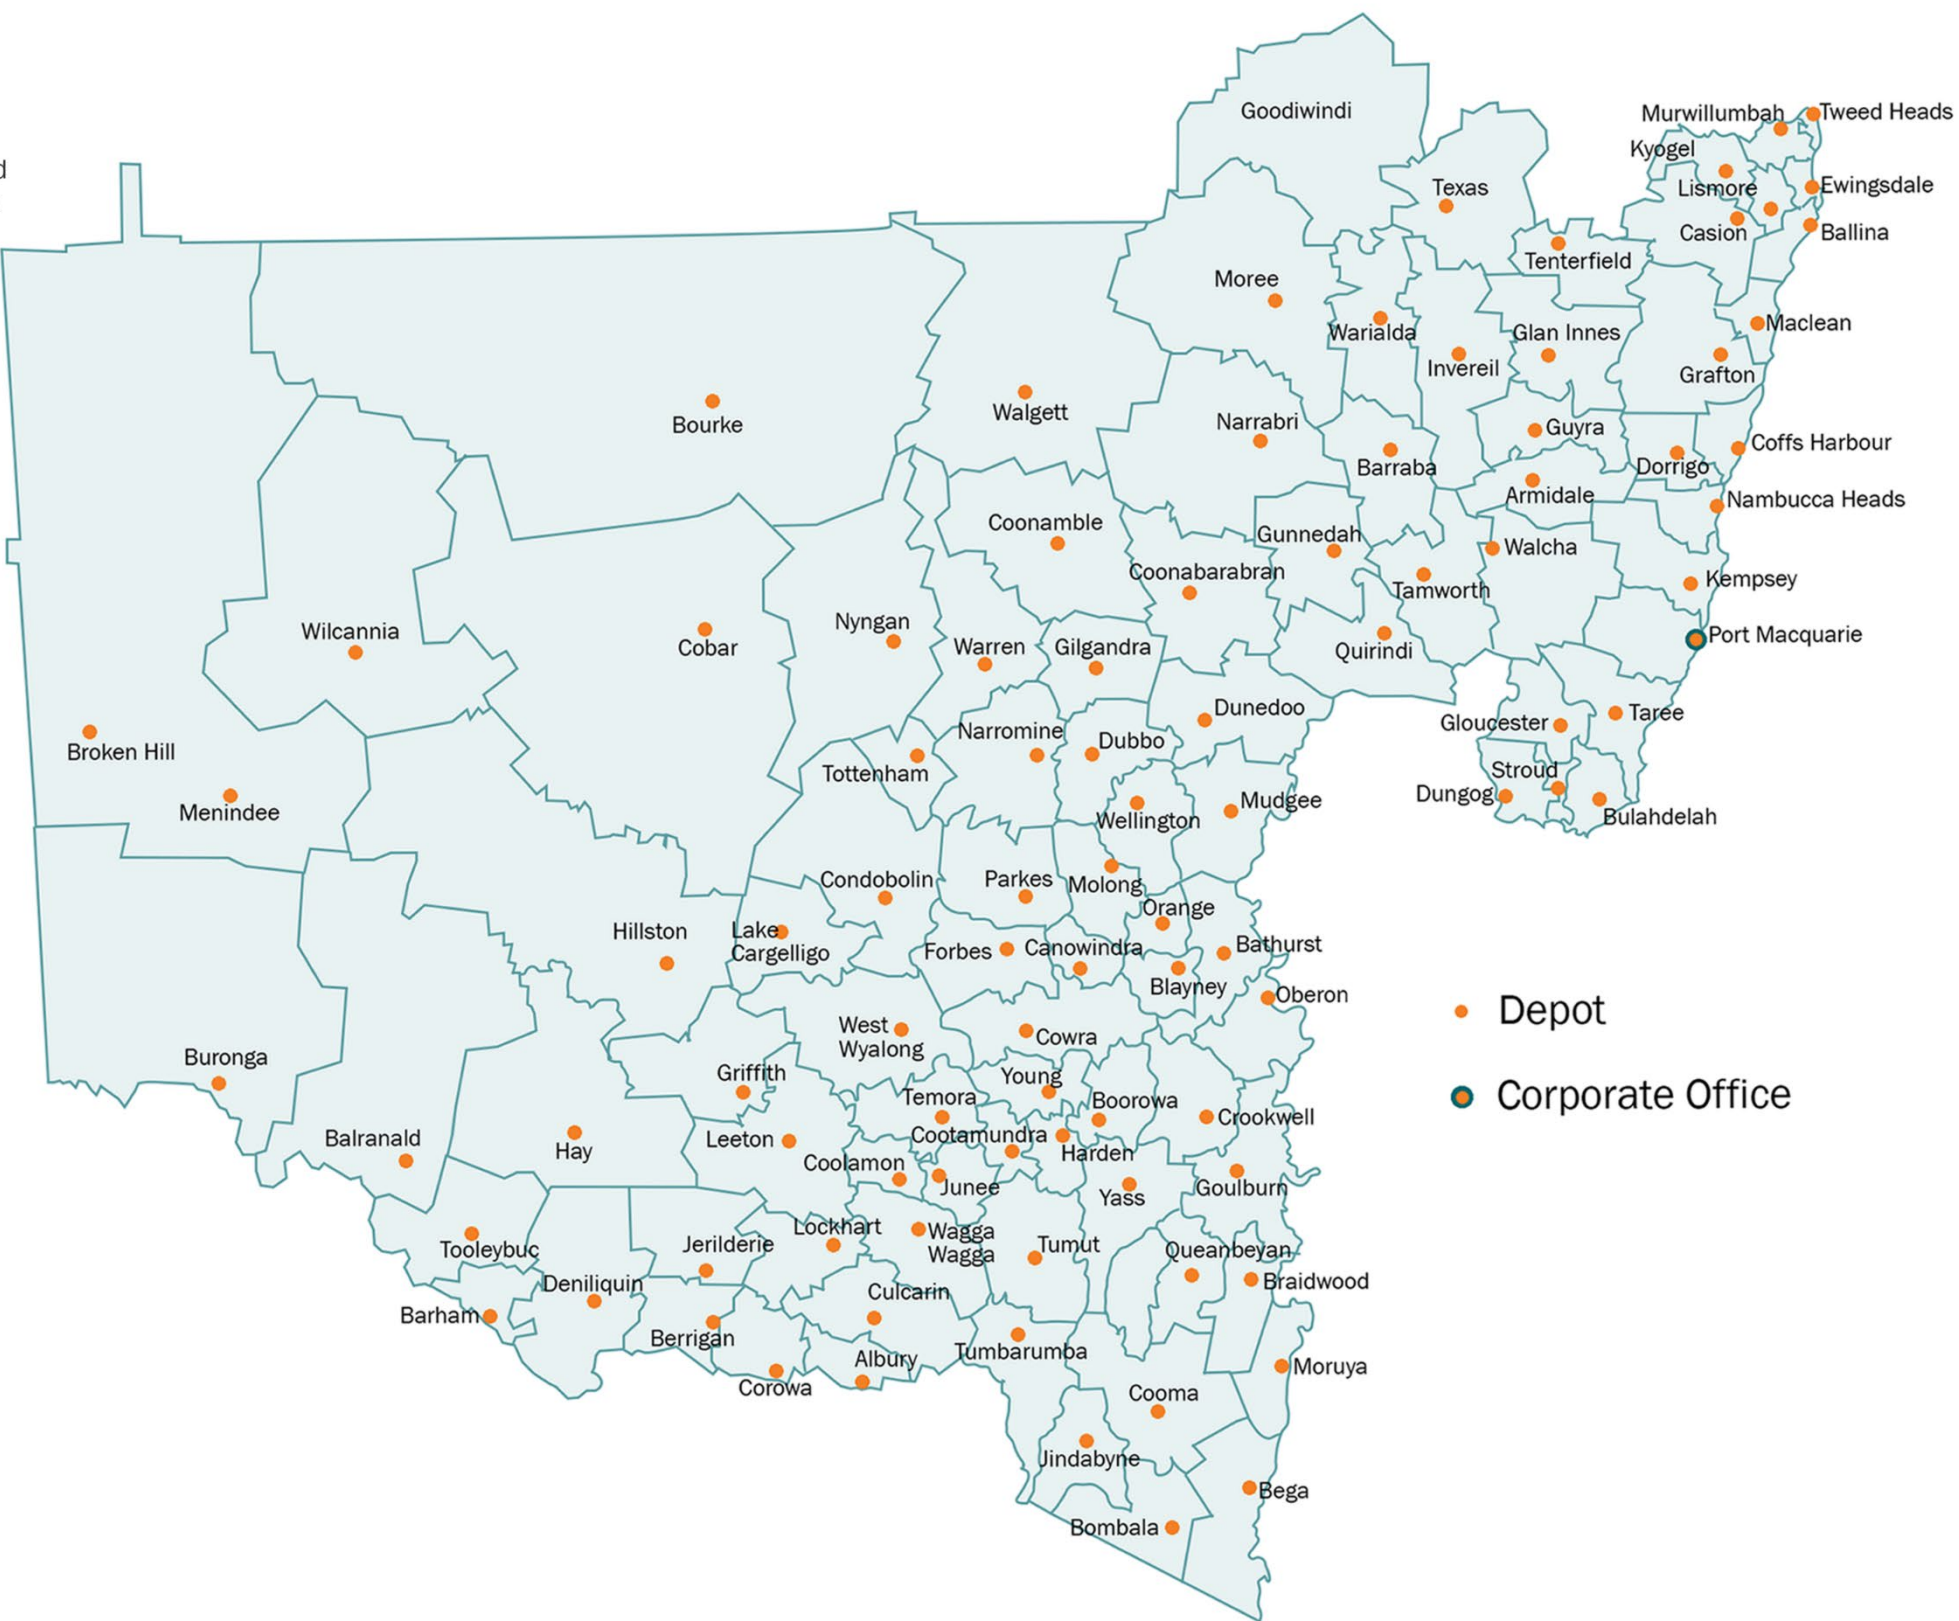 Goodiwindi
Murwillumbah
Tweed Heads
Kyogel
d
Texas
Lismore
Ewingsdale
Casion
Ballina
Tenterfield
Moree
Warialda
Glan Innes
Maclean
Invereil
Grafton
Bourke
Walgett
Narrabri
Guyra
Barraba
Coffs Harbour
Dorrigo
Armidale
Nambucca Heads
Coonamble
Gunnedah
Walcha
Coonabarabran
Tamworth
Kempsey
Wilcannia
Cobar
Nyngan
Warren
Gilgandra
Quirindi
Port Macquarie
Dunedoo
Gloucester
Taree
Broken Hill
Narromine
Dubbo
Tottenham
Stroud
Menindee
Wellington
Mudgee
Dungog
Bulahdelah
Condobolin
Parkes
Molong
Orange
Hillston
Lake
Cargelligo
Forbes
Canowindra
Bathurst
Blayney
Oberon
Depot
West
Wyalong
Cowra
Buronga
Griffith
Young
Temora
Boorowa
Corporate Office
Crookwell
Balranald
Hay
Leeton
Cootamundra
Harden
Coolamon
Junee
Yass
Goulburn
Tooleybuc
Jerilderie
Lockhart
Wagga
Wagga
Tumut
Queanbeyan
Deniliquin
Culcarin
Braidwood
Barham
Berrigan
Albury
Tumbarumba
Moruya
Corowa
Cooma
Jindabyne
Bega
Bombala